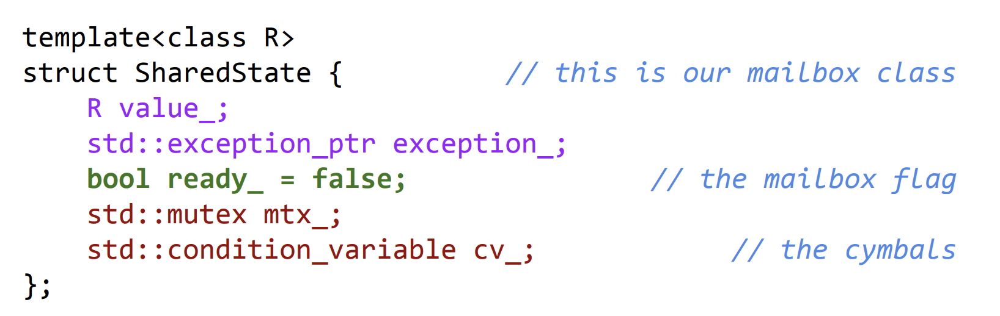 template<class R>
struct SharedState { // this is our mailbox class
R value_;
std::exception_ptr exception_;
bool ready_ = false; // the mailbox flag
std::mutex mtx_;
std::condition_variable cv_; // the cymbals
};